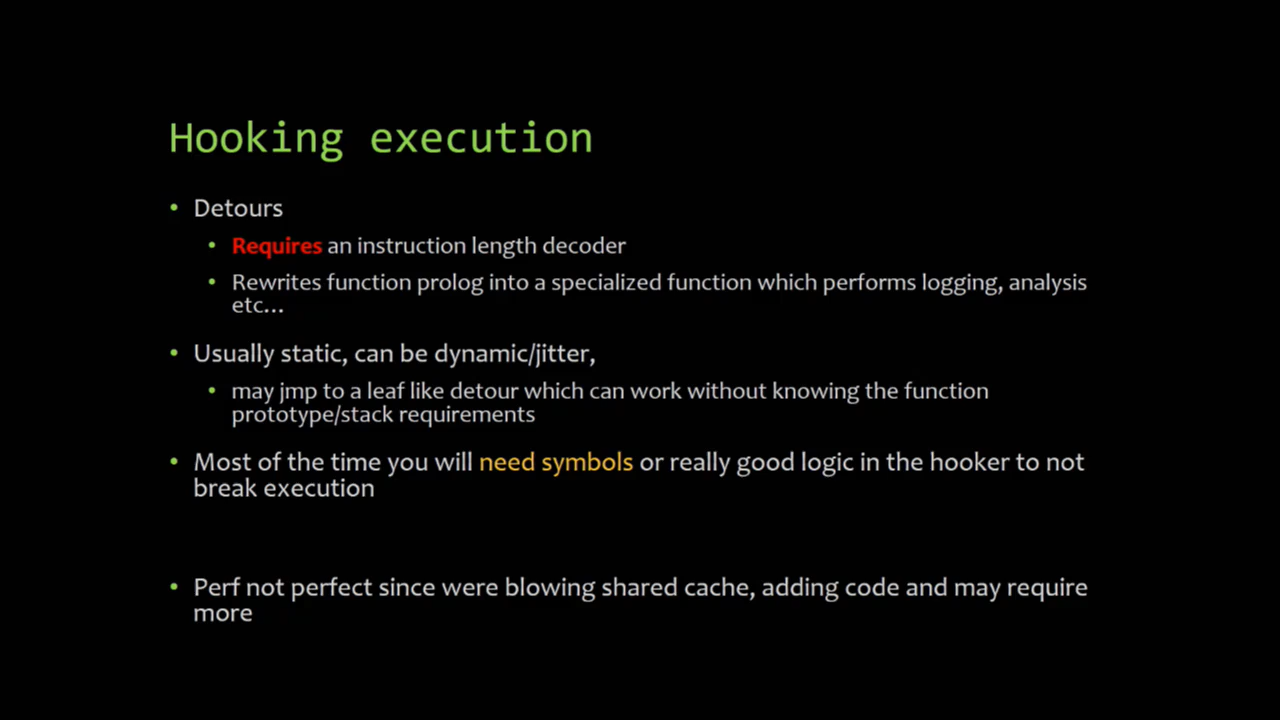 Hooking execution
• Detours
• Requires an instruction length decoder
• Rewrites function prolog into a specialized function which performs logging, analysis
etc...
• Usually static, can be dynamic/jitter,
• may jmp to a leaf like detour which can work without knowing the function
prototype/stack requirements
• Most of the time you will need symbols or really good logic in the hooker to not
break execution
• Perf not perfect since were blowing shared cache, adding code and may require
more